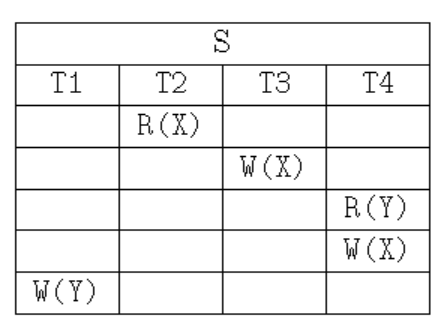 S
T1 T2 T3 T4
R(X)
W(X)
R(Y)
W(X)
W(Y)